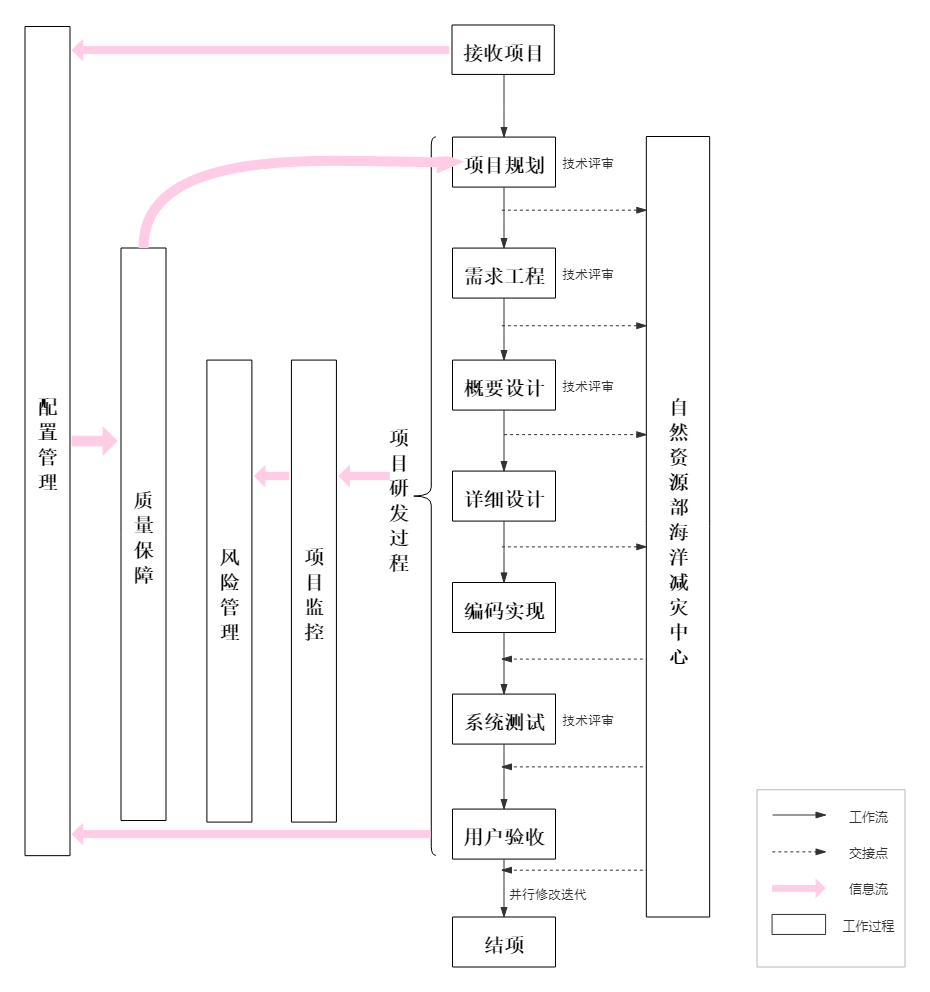 接收项目
项目规划
技术评审
需求工程
技术评审
概要设计
技术评审
详细设计
编码实现
系统测试
技术评审
用户验收
并行修改迭代
结项
配置管理
质量保障
风险管理
项目监控
项目研发过程
自然资源部海洋减灾中心
工作流
交接点
信息流
工作过程